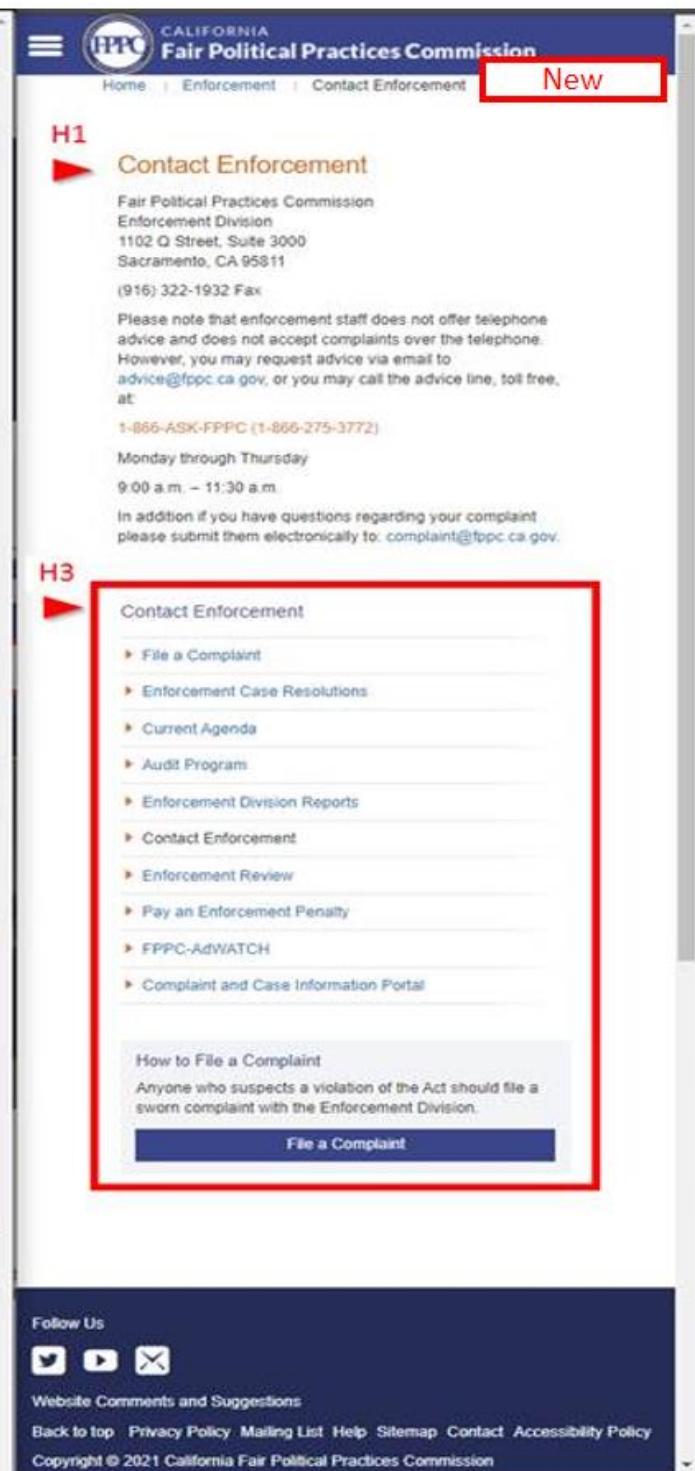 CALIFORNIA
FPPC Fair Political Practices Commission
Home Enforcement Contact Enforcement
New
H1
Contact Enforcement
Fair Political Practices Commission
Enforcement Division
1102 Q Street, Suite 3000
Sacramento, CA 95811
(916) 322-1932 Fax
Please note that enforcement staff does not offer telephone
advice and does not accept complaints over the telephone.
However, you may request advice via email to
advice@fppc.ca.gov, or you may call the advice line, toll free,
at:
1-866-ASK-FPPC (1-866-275-3772)
Monday through Thursday
9:00 a.m. – 11:30 a.m.
In addition if you have questions regarding your complaint
please submit them electronically to: complaint@fppc.ca.gov.
H3
Contact Enforcement
File a Complaint
Enforcement Case Resolutions
Current Agenda
Audit Program
Enforcement Division Reports
Contact Enforcement
Enforcement Review
Pay an Enforcement Penalty
FPPC-AdWATCH
Complaint and Case Information Portal
How to File a Complaint
Anyone who suspects a violation of the Act should file a
sworn complaint with the Enforcement Division.
File a Complaint
Follow Us
Website Comments and Suggestions
Back to top Privacy Policy Mailing List Help Sitemap Contact Accessibility Policy
Copyright © 2021 California Fair Political Practices Commission